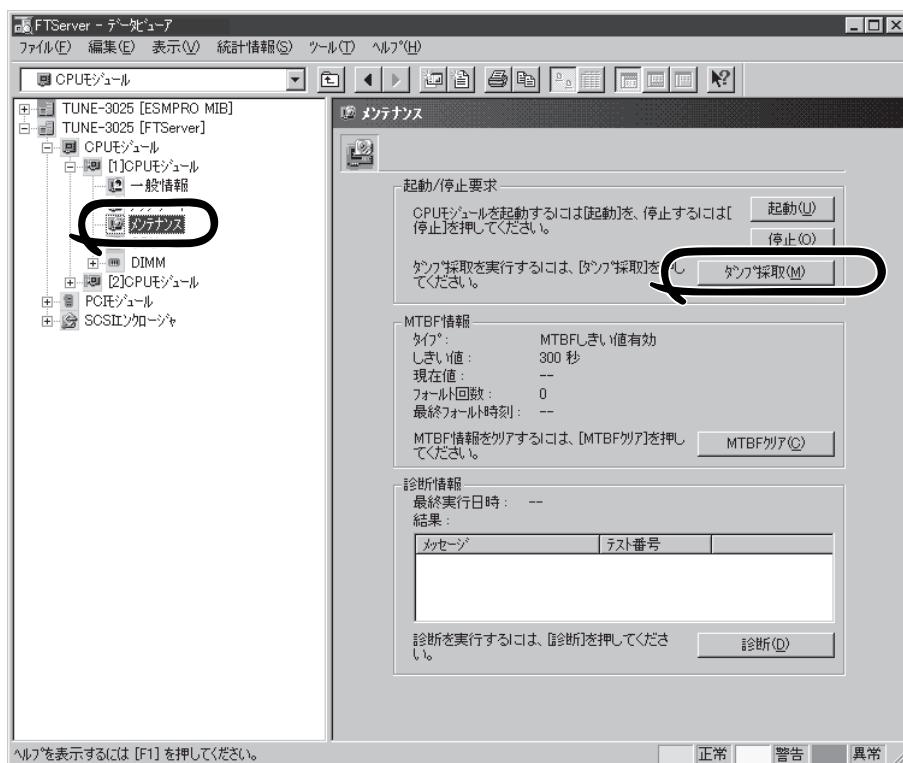 FTServer - ﾃﾞｰﾀﾋﾞｭｰｱ
ﾌｧｲﾙ(F) 編集(E) 表示(V) 統計情報(S) ﾂｰﾙ(T) ﾍﾙﾌﾟ(H)
CPUﾓｼﾞｭｰﾙ
TUNE-3025 [ESMPRO MIB]
TUNE-3025 [FTServer]
CPUﾓｼﾞｭｰﾙ
[1]CPUﾓｼﾞｭｰﾙ
一般情報
ﾒﾝﾃﾅﾝｽ
DIMM
[2]CPUﾓｼﾞｭｰﾙ
PCIﾓｼﾞｭｰﾙ
SCSIｴﾝｸﾛｰｼﾞｬ
ﾒﾝﾃﾅﾝｽ
起動/停止要求
CPUﾓｼﾞｭｰﾙを起動するには[起動]を、停止するには[
停止]を押してください。
起動(U)
停止(O)
ﾀﾞﾝﾌﾟ採取を実行するには、[ﾀﾞﾝﾌﾟ採取]を押し
てください。
ﾀﾞﾝﾌﾟ採取(M)
MTBF情報
ﾀｲﾌﾟ: MTBFしきい値有効
しきい値: 300 秒
現在値: --
ﾌｫｰﾙﾄ回数: 0
最終ﾌｫｰﾙﾄ時刻: --
MTBF情報をｸﾘｱするには、[MTBFｸﾘｱ]を押し
てください。
MTBFｸﾘｱ(C)
診断情報
最終実行日時: --
結果:
ﾒｯｾｰｼﾞ ﾃｽﾄ番号
診断を実行するには、[診断]を押してくださ
い。
診断(D)
ﾍﾙﾌﾟを表示するには [F1] を押してください。 正常 警告 異常